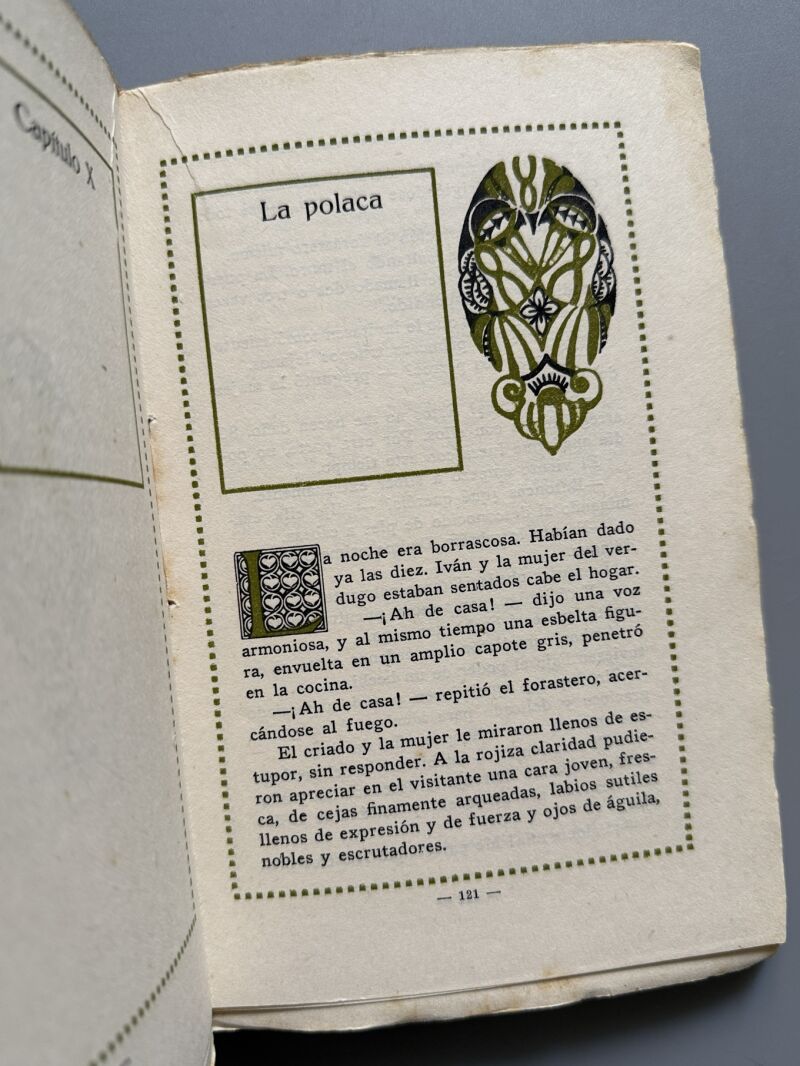 Capítulo X
La polaca
La noche era borrascosa. Habían dado
ya las diez. Iván y la mujer del ver-
dugo estaban sentados cabe el hogar.
—¡Ah de casa! — dijo una voz
armoniosa, y al mismo tiempo una esbelta figu-
ra, envuelta en un amplio capote gris, penetró
en la cocina.
—¡Ah de casa! — repitió el forastero, acer-
cándose al fuego.
El criado y la mujer le miraron llenos de es-
tupor, sin responder. A la rojiza claridad pudie-
ron apreciar en el visitante una cara joven, fres-
ca, de cejas finamente arqueadas, labios sutiles
llenos de expresión y de fuerza y ojos de águila,
nobles y escrutadores.
— 121 —